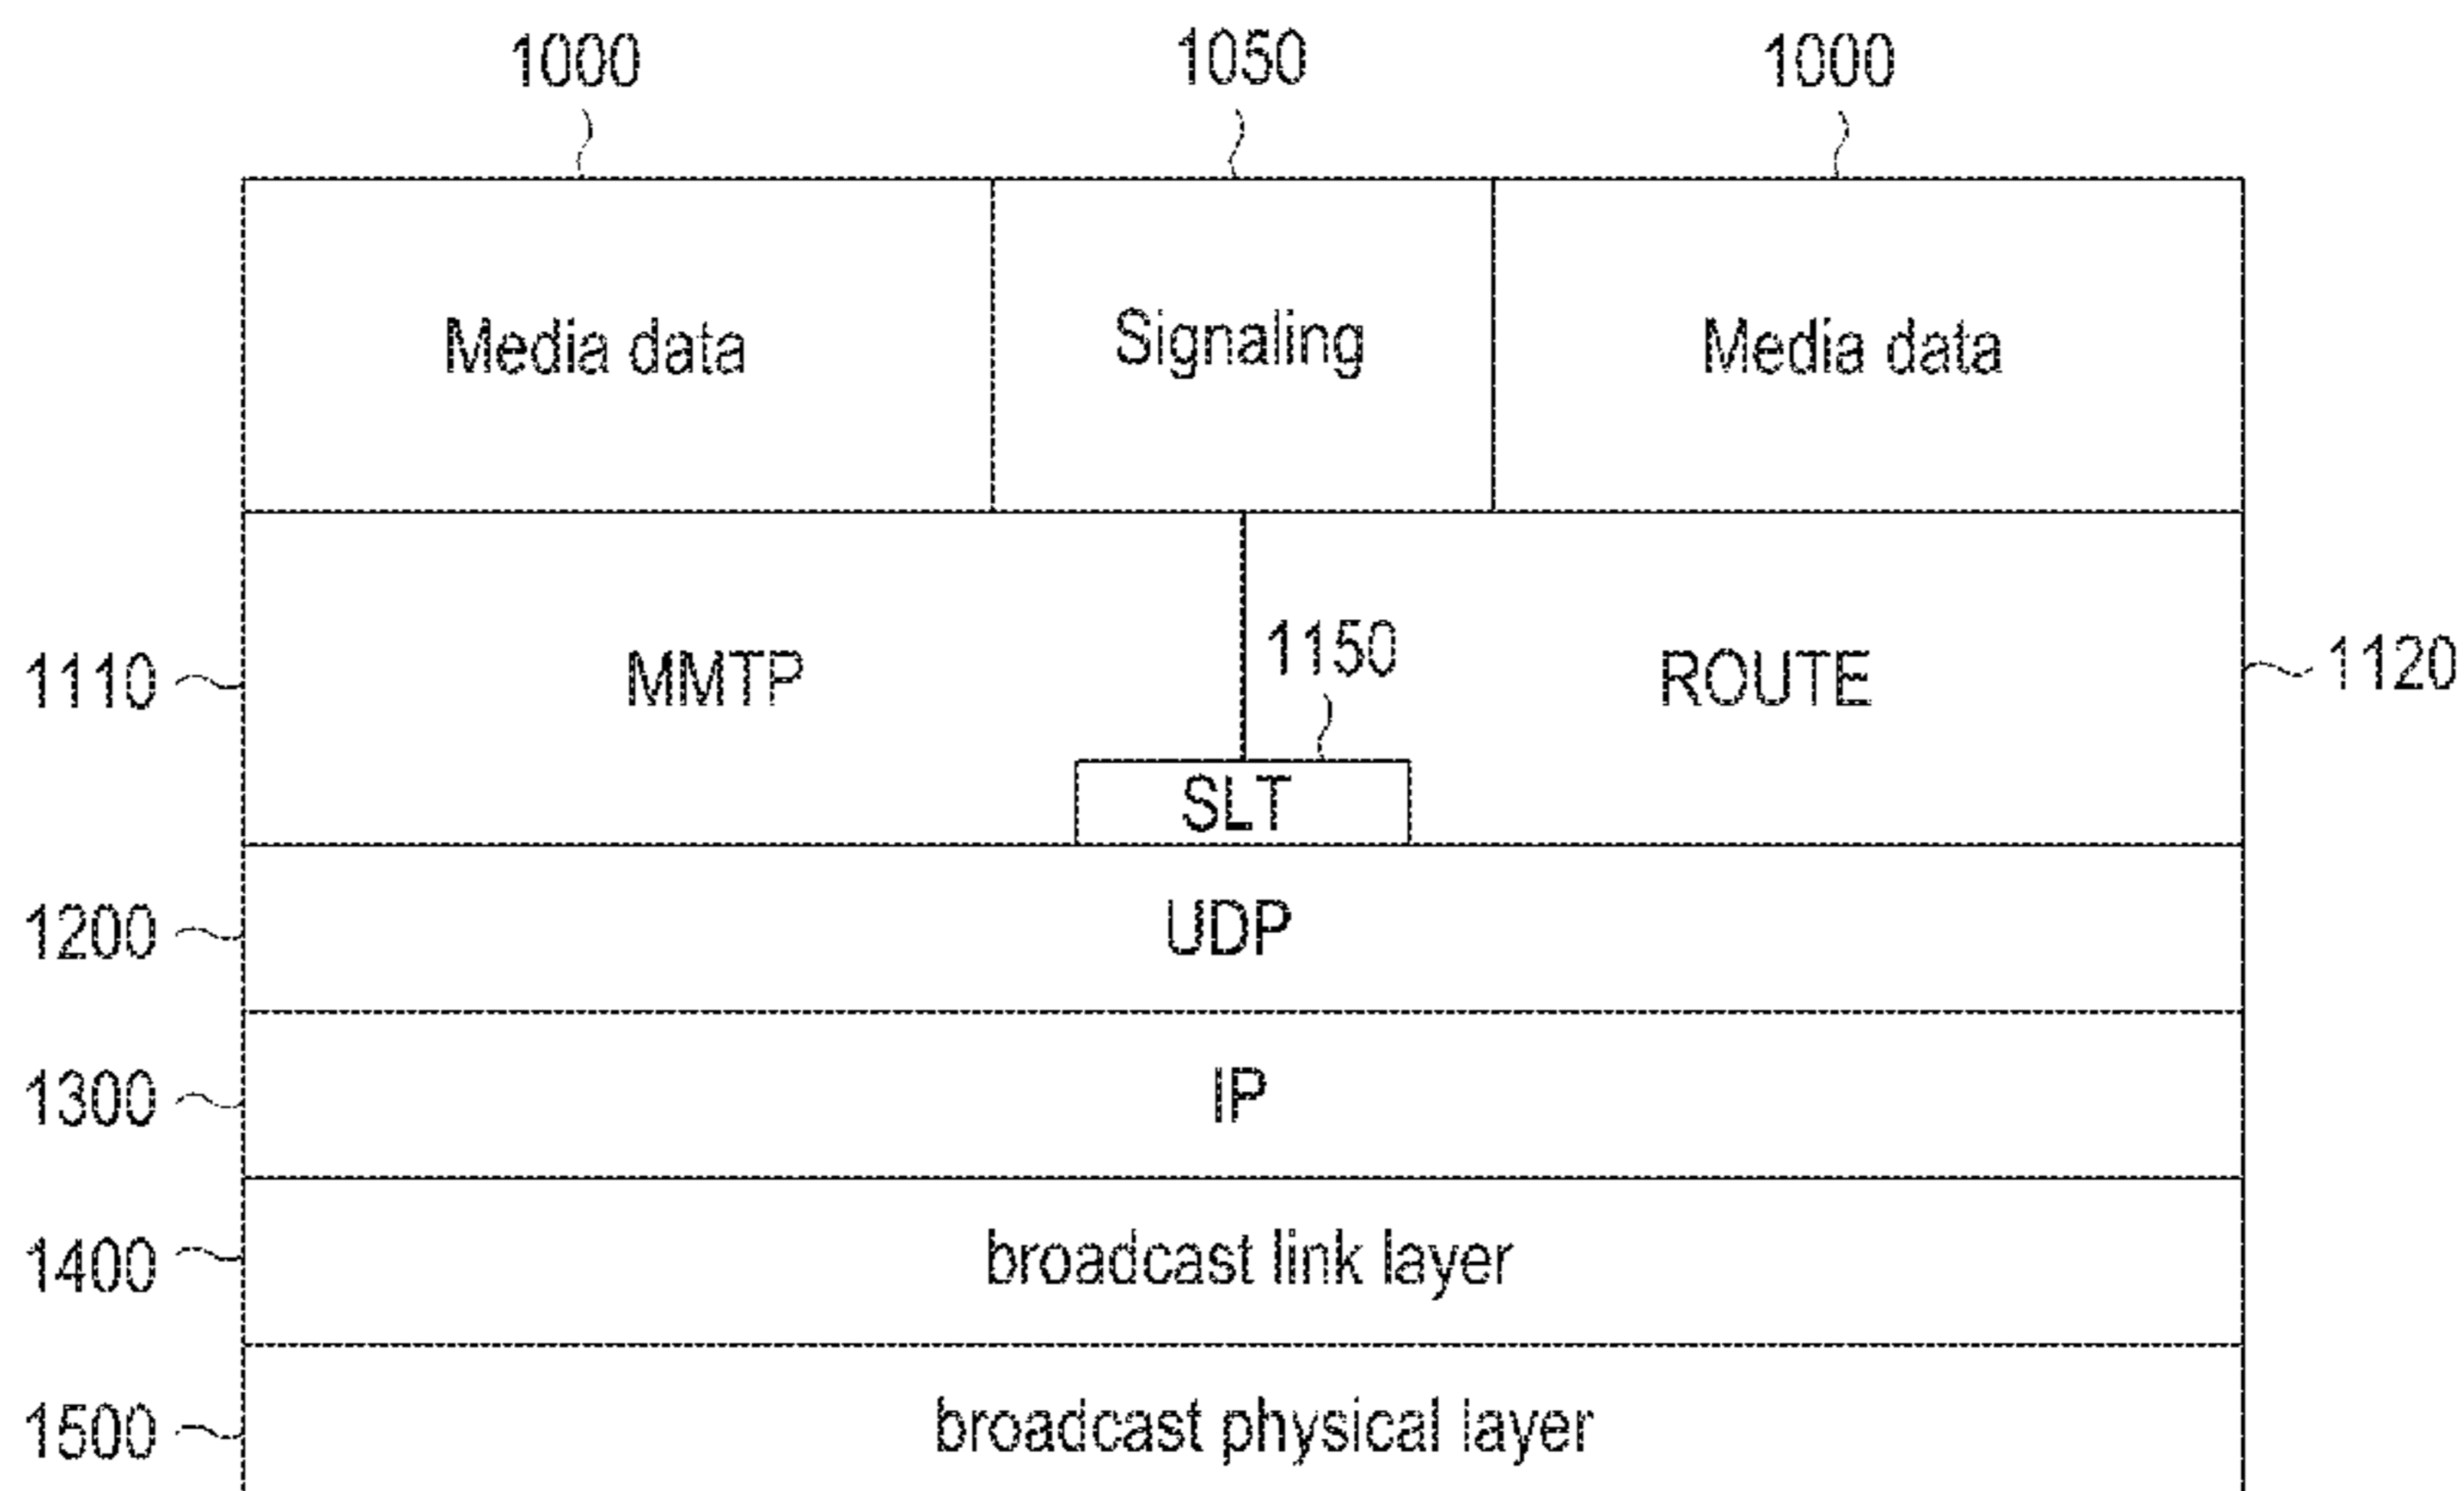 1000 1050 1000
Media data Signaling Media data
1150
1110 MMTP ROUTE 1120
SLT
1200 UDP
1300 IP
1400 broadcast link layer
1500 broadcast physical layer